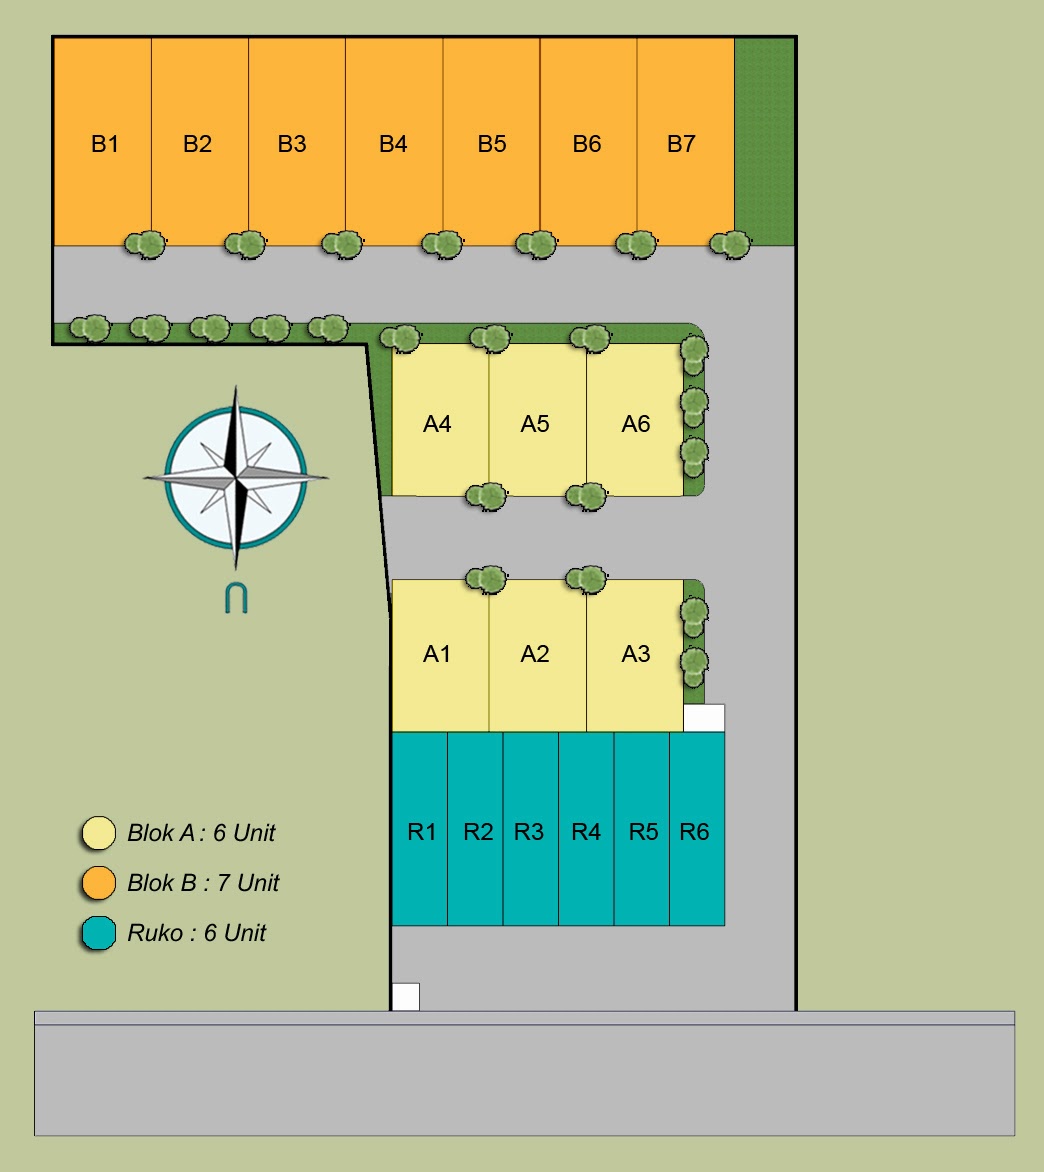 B1 B2 B3 B4 B5 B6 B7
A4 A5 A6
U
A1 A2 A3
R1 R2 R3 R4 R5 R6
Blok A : 6 Unit
Blok B : 7 Unit
Ruko : 6 Unit